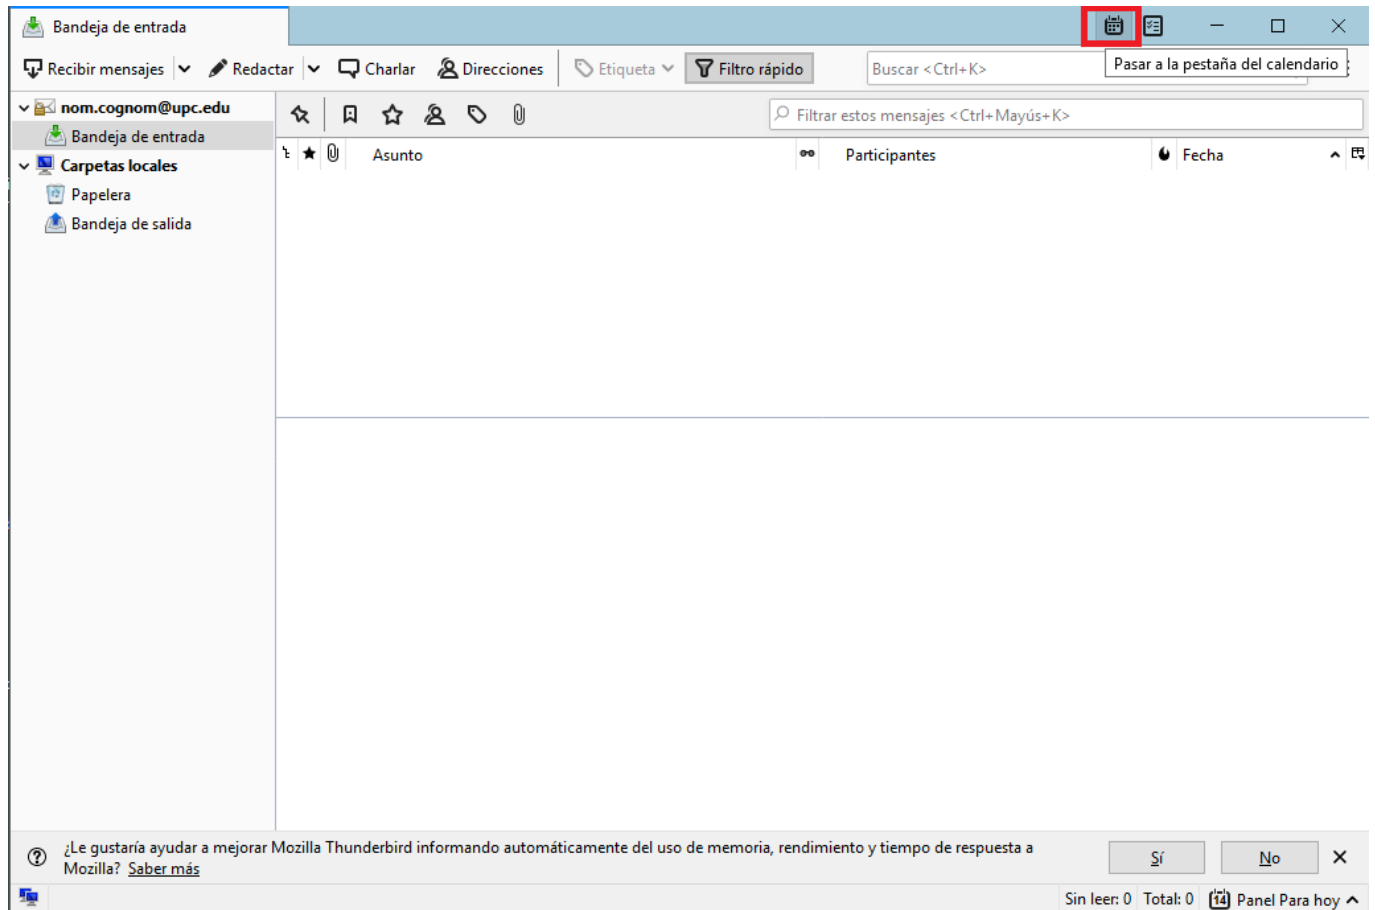 Bandeja de entrada
Recibir mensajes Redactar Charlar Direcciones Etiqueta Filtro rápido Buscar <Ctrl+K>
Pasar a la pestaña del calendario
nom.cognom@upc.edu
Filtrar estos mensajes <Ctrl+Mayús+K>
Bandeja de entrada
Asunto Participantes Fecha
Carpetas locales
Papelera
Bandeja de salida
¿Le gustaría ayudar a mejorar Mozilla Thunderbird informando automáticamente del uso de memoria, rendimiento y tiempo de respuesta a
Mozilla? Saber más
Sí No
Sin leer: 0 Total: 0 14 Panel Para hoy